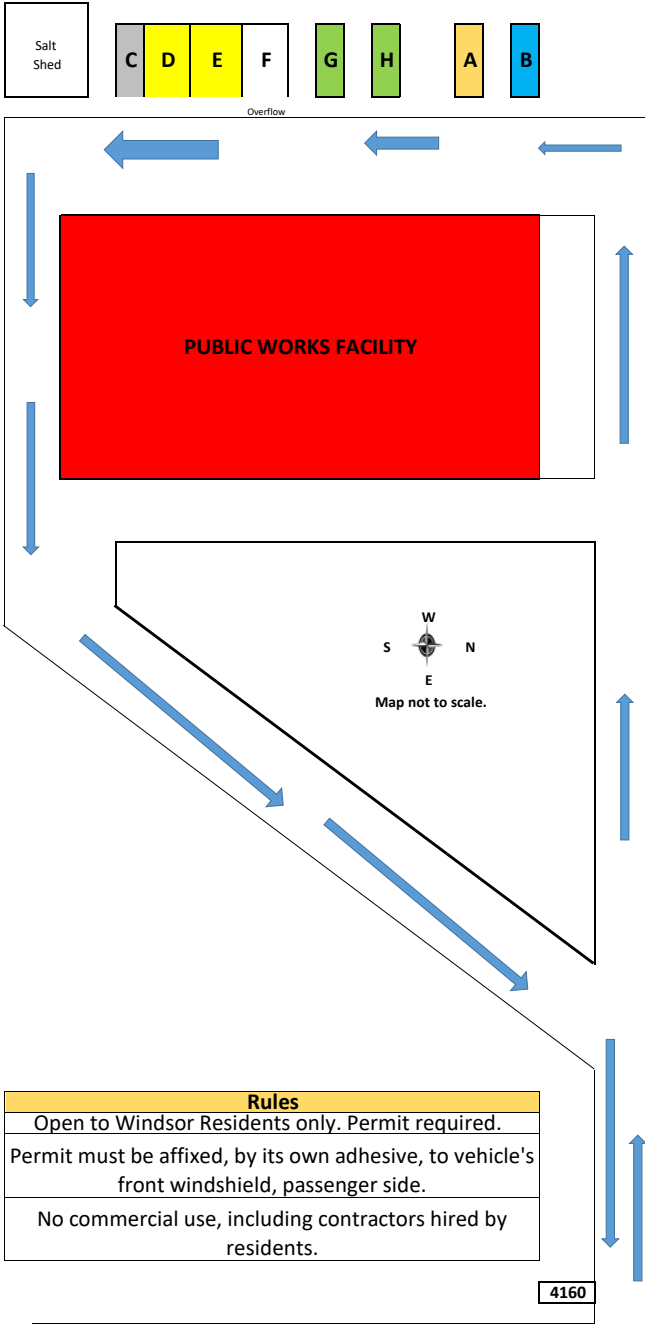 Salt
Shed
C D E F G H A B
Overflow
PUBLIC WORKS FACILITY
W
S N
E
Map not to scale.
Rules
Open to Windsor Residents only. Permit required.
Permit must be affixed, by its own adhesive, to vehicle's
front windshield, passenger side.
No commercial use, including contractors hired by
residents.
4160